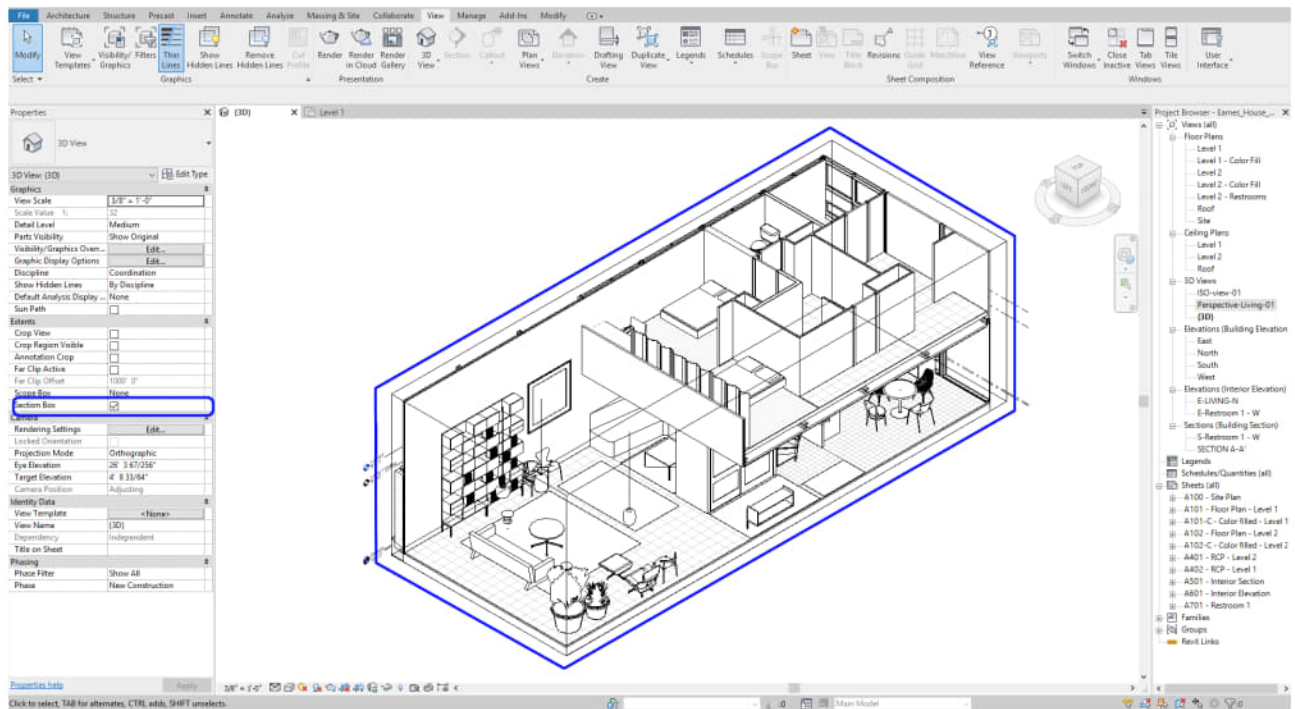 File Architecture Structure Precast Insert Annotate Analyze Massing & Site Collaborate View Manage Add-Ins Modify
Modify
View Templates
Visibility/ Graphics
Filters
Thin Lines
Show Hidden Lines
Remove Hidden Lines
Cut Profile
Render
Render in Cloud
Render Gallery
3D View
Section
Callout
Plan Views
Elevation
Drafting View
Duplicate View
Legends
Schedules
Scope Box
Sheet
View
Title Block
Revisions
Guide Grid
Matchline
View Reference
Viewports
Switch Windows
Close Inactive
Tab Views
Tile Views
User Interface
Select
Graphics
Presentation
Create
Sheet Composition
Windows
Properties
(3D)
Level 1
3D View
3D View: (3D)
Edit Type
Graphics
View Scale 3/8" = 1'-0"
Scale Value 1: 32
Detail Level Medium
Parts Visibility Show Original
Visibility/Graphics Overr... Edit...
Graphic Display Options Edit...
Discipline Coordination
Show Hidden Lines By Discipline
Default Analysis Display ... None
Sun Path
Extents
Crop View
Crop Region Visible
Annotation Crop
Far Clip Active
Far Clip Offset 1000' 0"
Scope Box None
Section Box
Camera
Rendering Settings Edit...
Locked Orientation
Projection Mode Orthographic
Eye Elevation 26' 3 67/256"
Target Elevation 4' 8 33/64"
Camera Position Adjusting
Identity Data
View Template <None>
View Name {3D}
Dependency Independent
Title on Sheet
Phasing
Phase Filter Show All
Phase New Construction
Properties help
Apply
TOP
LEFT
FRONT
Project Browser - Eames_House_...
Views (all)
Floor Plans
Level 1
Level 1 - Color Fill
Level 2
Level 2 - Color Fill
Level 2 - Restrooms
Roof
Site
Ceiling Plans
Level 1
Level 2
Roof
3D Views
ISO-view-01
Perspective-Living-01
{3D}
Elevations (Building Elevation
East
North
South
West
Elevations (Interior Elevation)
E-LIVING-N
E-Restroom 1 - W
Sections (Building Section)
S-Restroom 1 - W
SECTION A-A'
Legends
Schedules/Quantities (all)
Sheets (all)
A100 - Site Plan
A101 - Floor Plan - Level 1
A101-C - Color filled - Level 1
A102 - Floor Plan - Level 2
A102-C - Color filled - Level 2
A401 - RCP - Level 2
A402 - RCP - Level 1
A501 - Interior Section
A601 - Interior Elevation
A701 - Restroom 1
Families
Groups
Revit Links
3/8" = 1'-0"
Click to select, TAB for alternates, CTRL adds, SHIFT unselects.
:0
Main Model
:0